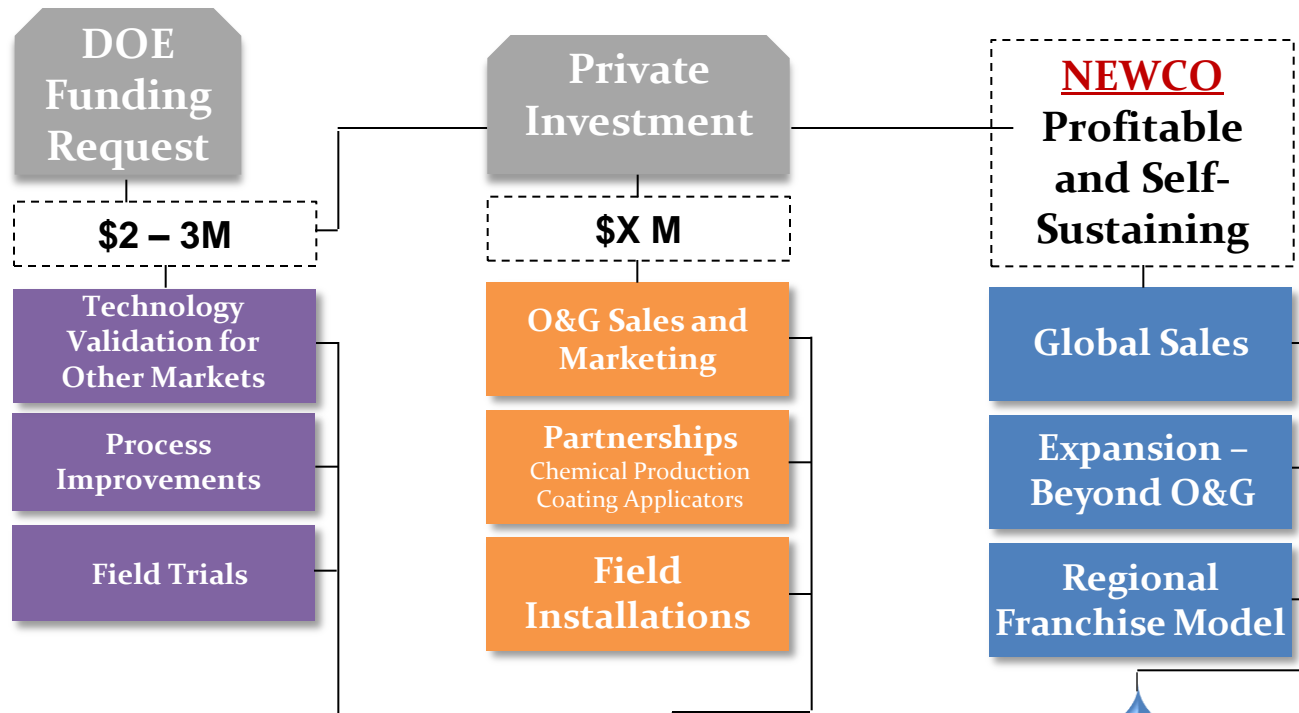 DOE
Funding
Request
$2 – 3M
Technology
Validation for
Other Markets
Process
Improvements
Field Trials
Private
Investment
$X M
O&G Sales and
Marketing
Partnerships
Chemical Production
Coating Applicators
Field
Installations
NEWCO
Profitable
and Self-
Sustaining
Global Sales
Expansion –
Beyond O&G
Regional
Franchise Model